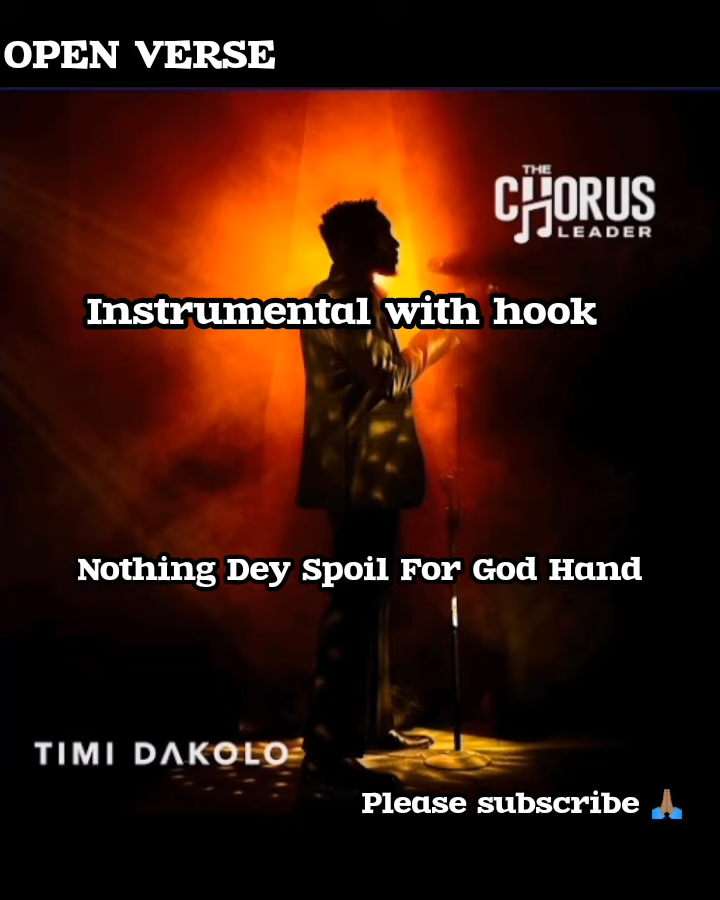 OPEN VERSE
THE
CHORUS
LEADER
Instrumental with hook
Nothing Dey Spoil For God Hand
TIMI DAKOLO
Please subscribe 🙏🏽